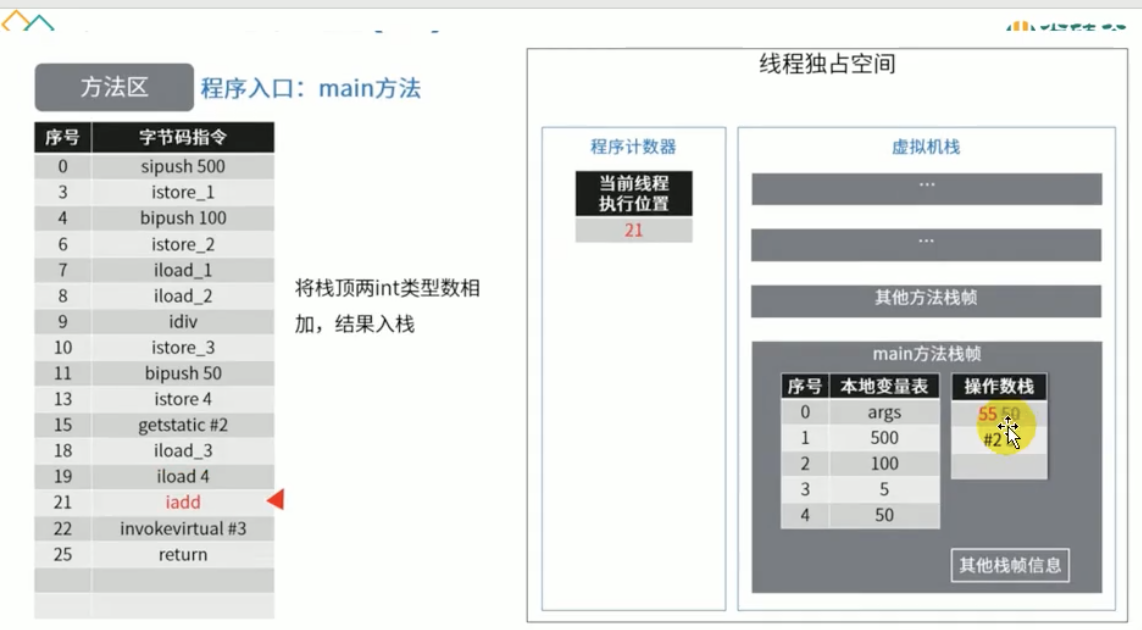 方法区 程序入口：main方法
序号 字节码指令
0 sipush 500
3 istore_1
4 bipush 100
6 istore_2
7 iload_1
8 iload_2
9 idiv
10 istore_3
11 bipush 50
13 istore 4
15 getstatic #2
18 iload_3
19 iload 4
21 iadd
22 invokevirtual #3
25 return
将栈顶两int类型数相
加，结果入栈
线程独占空间
程序计数器
当前线程
执行位置
21
虚拟机栈
...
...
其他方法栈帧
main方法栈帧
序号 本地变量表
0 args
1 500
2 100
3 5
4 50
操作数栈
55 50
#2
其他栈帧信息